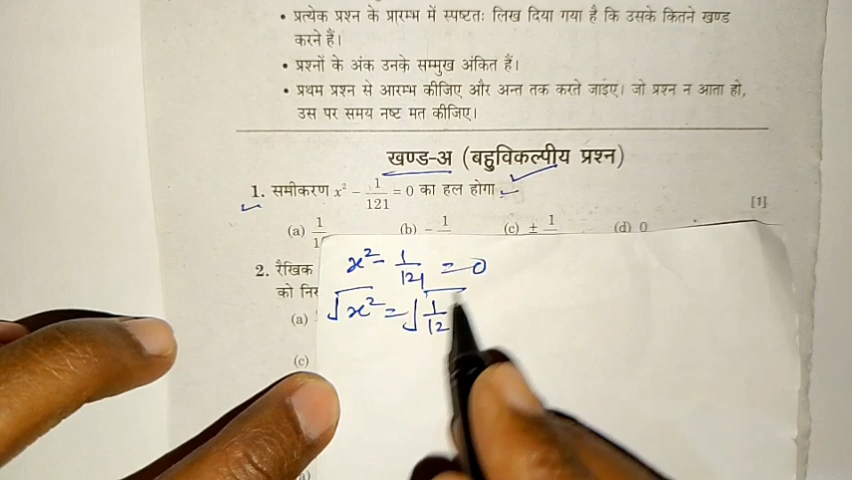 • प्रत्येक प्रश्न के प्रारम्भ में स्पष्टतः लिख दिया गया है कि उसके कितने खण्ड
करने हैं।
• प्रश्नों के अंक उनके सम्मुख अंकित हैं।
• प्रथम प्रश्न से आरम्भ कीजिए और अन्त तक करते जाइए। जो प्रश्न न आता हो,
उस पर समय नष्ट मत कीजिए।
खण्ड-अ (बहुविकल्पीय प्रश्न)
1. समीकरण x² - 1/121 = 0 का हल होगा - [1]
(a) 1 (b) - 1 (c) ± 1 (d) 0
x² - 1/121 = 0
2. रैखिक
को
√x² = √1/12
(a)
(c)